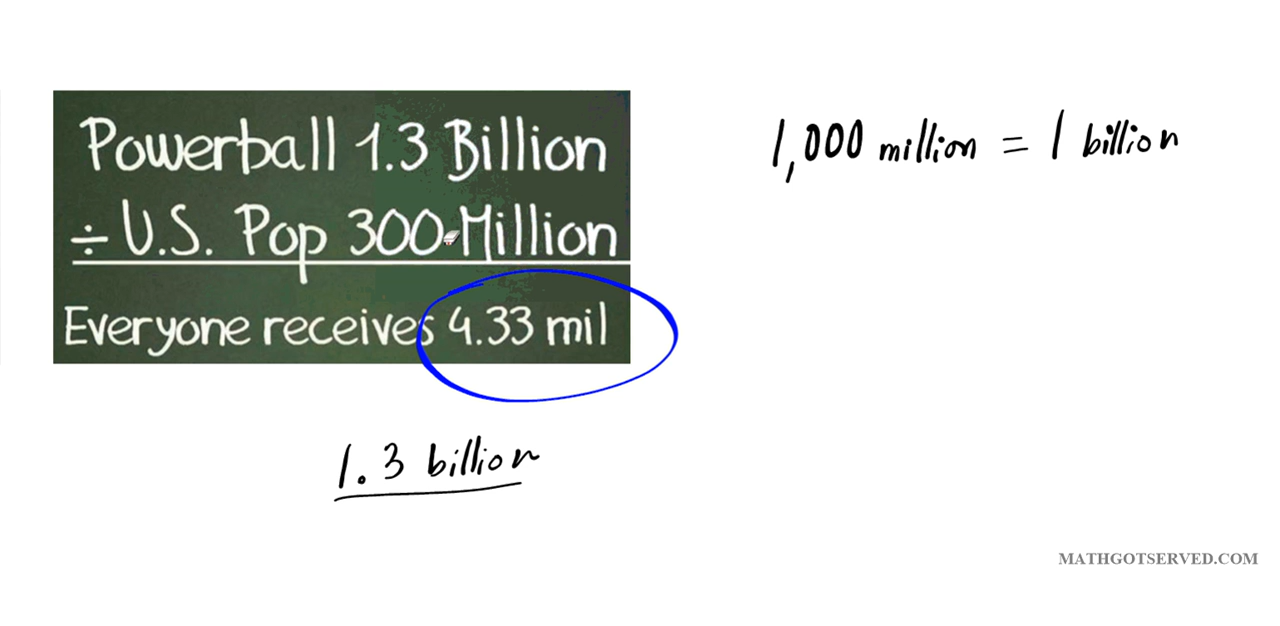 Powerball 1.3 Billion
÷ U.S. Pop 300 Million
Everyone receives 4.33 mil
1,000 million = 1 billion
1.3 billion
MATHGOTSERVED.COM